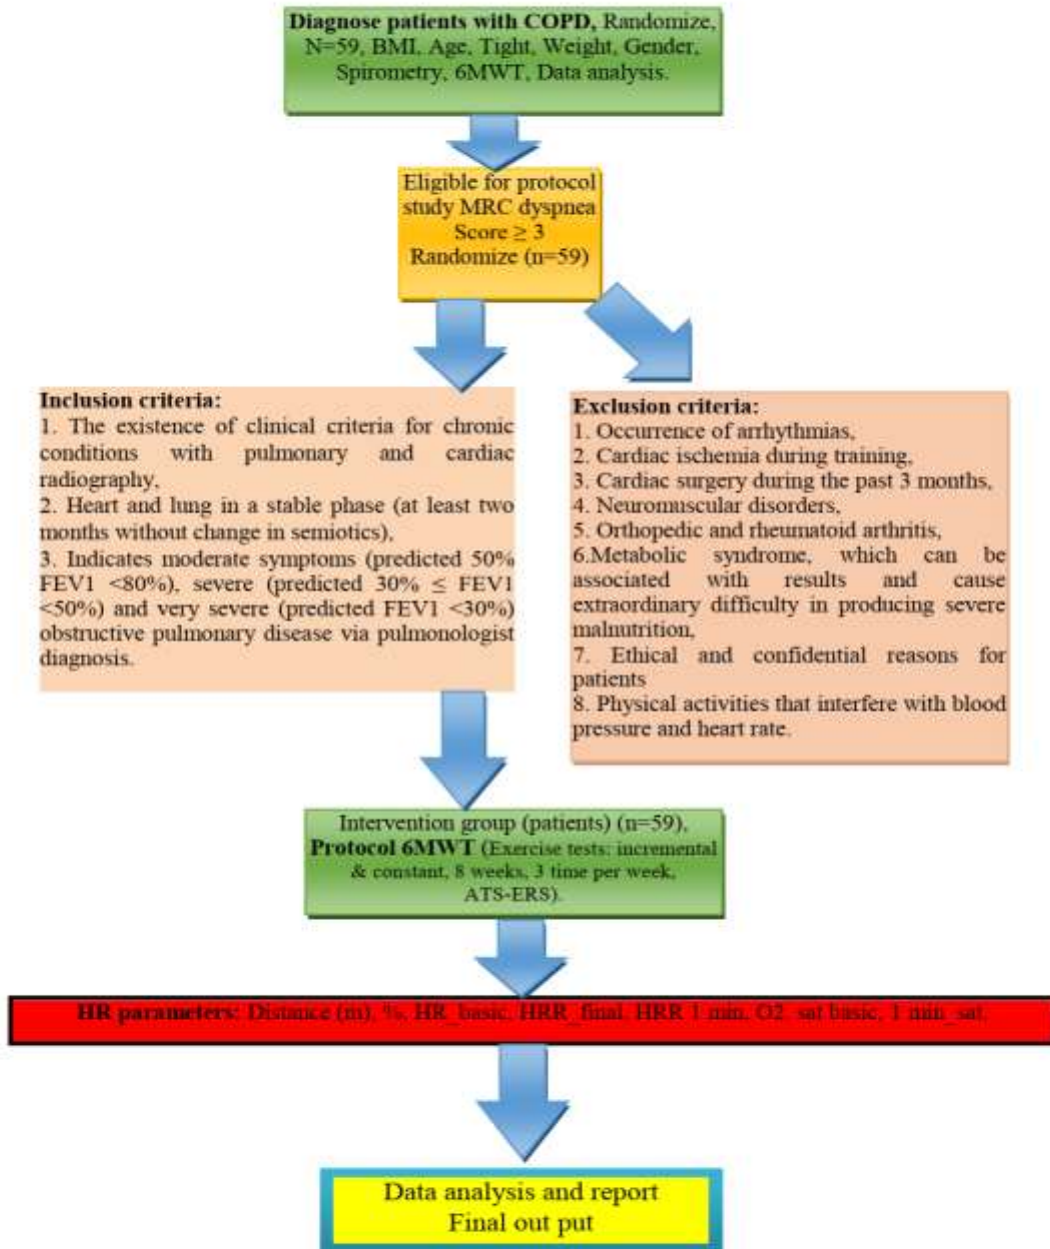 Diagnose patients with COPD, Randomize,
N=59, BMI, Age, Tight, Weight, Gender,
Spirometry, 6MWT, Data analysis.
Eligible for protocol
study MRC dyspnea
Score ≥ 3
Randomize (n=59)
Inclusion criteria:
1. The existence of clinical criteria for chronic
conditions with pulmonary and cardiac
radiography,
2. Heart and lung in a stable phase (at least two
months without change in semiotics),
3. Indicates moderate symptoms (predicted 50%
FEV1 <80%), severe (predicted 30% ≤ FEV1
<50%) and very severe (predicted FEV1 <30%)
obstructive pulmonary disease via pulmonologist
diagnosis.
Exclusion criteria:
1. Occurrence of arrhythmias,
2. Cardiac ischemia during training,
3. Cardiac surgery during the past 3 months,
4. Neuromuscular disorders,
5. Orthopedic and rheumatoid arthritis,
6.Metabolic syndrome, which can be
associated with results and cause
extraordinary difficulty in producing severe
malnutrition,
7. Ethical and confidential reasons for
patients
8. Physical activities that interfere with blood
pressure and heart rate.
Intervention group (patients) (n=59),
Protocol 6MWT (Exercise tests: incremental
& constant, 8 weeks, 3 time per week,
ATS-ERS).
HR parameters: Distance (m), %, HR_basic, HRR_final, HRR 1 min, O2. sat basic, 1 min_sat.
Data analysis and report
Final out put